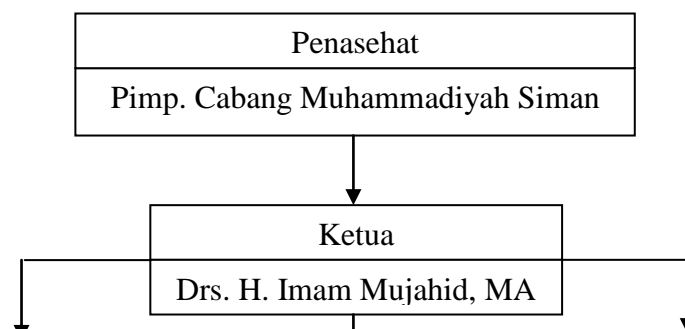 Penasehat
Pimp. Cabang Muhammadiyah Siman
Ketua
Drs. H. Imam Mujahid, MA